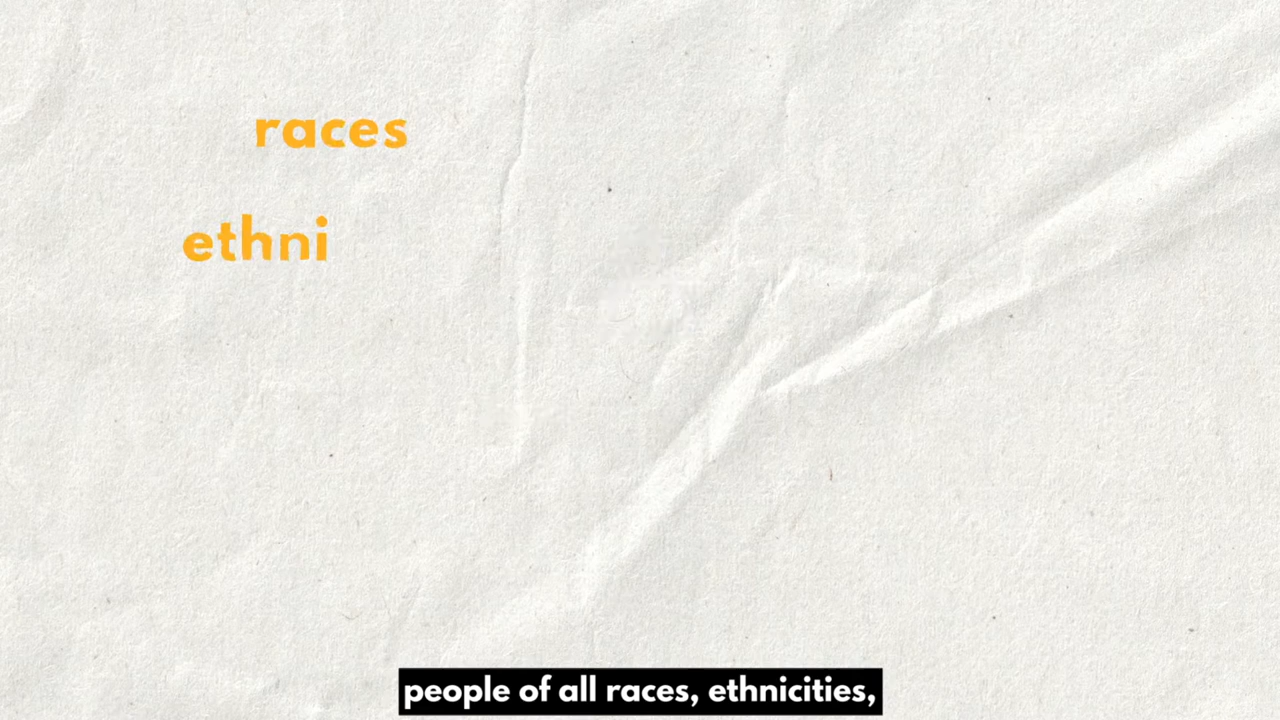 races
ethni
people of all races, ethnicities,